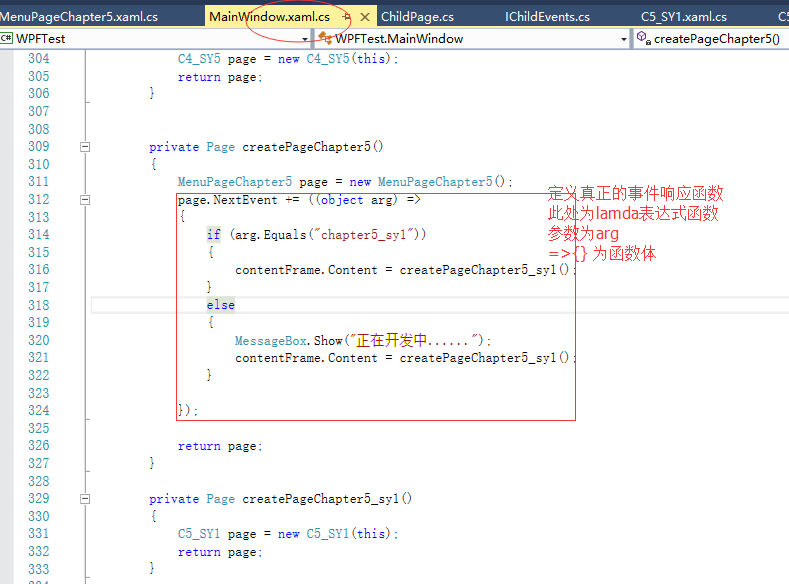 MenuPageChapter5.xaml.cs MainWindow.xaml.cs ChildPage.cs IChildEvents.cs C5_SY1.xaml.cs C5
C# WPFTest WPFTest.MainWindow createPageChapter5()
304 C4_SY5 page = new C4_SY5(this);
305 return page;
306 }
307
308
309 private Page createPageChapter5()
310 {
311 MenuPageChapter5 page = new MenuPageChapter5();
312 page.NextEvent += ((object arg) =>
313 {
314 if (arg.Equals("chapter5_sy1"))
315 {
316 contentFrame.Content = createPageChapter5_sy1();
317 }
318 else
319 {
320 MessageBox.Show("正在开发中......");
321 contentFrame.Content = createPageChapter5_sy1();
322 }
323
324 });
325
326 return page;
327 }
328
329 private Page createPageChapter5_sy1()
330 {
331 C5_SY1 page = new C5_SY1(this);
332 return page;
333 }
定义真正的事件响应函数
此处为lamda表达式函数
参数为arg
=>{} 为函数体